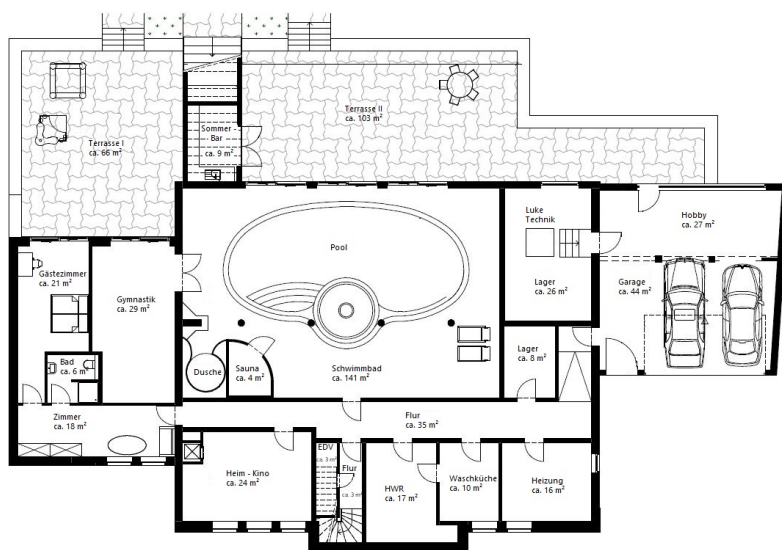 Terrasse II
ca. 103 m²
Sommer -
Bar
ca. 9 m²
Terrasse I
ca. 66 m²
Luke
Technik
Hobby
ca. 27 m²
Pool
Gästezimmer
ca. 21 m²
Gymnastik
ca. 29 m²
Lager
ca. 26 m²
Garage
ca. 44 m²
Bad
ca. 6 m²
Dusche
Sauna
ca. 4 m²
Schwimmbad
ca. 141 m²
Lager
ca. 8 m²
Zimmer
ca. 18 m²
Flur
ca. 35 m²
Heim - Kino
ca. 24 m²
EDV
ca. 3 m²
Flur
ca. 3 m²
HWR
ca. 17 m²
Waschküche
ca. 10 m²
Heizung
ca. 16 m²